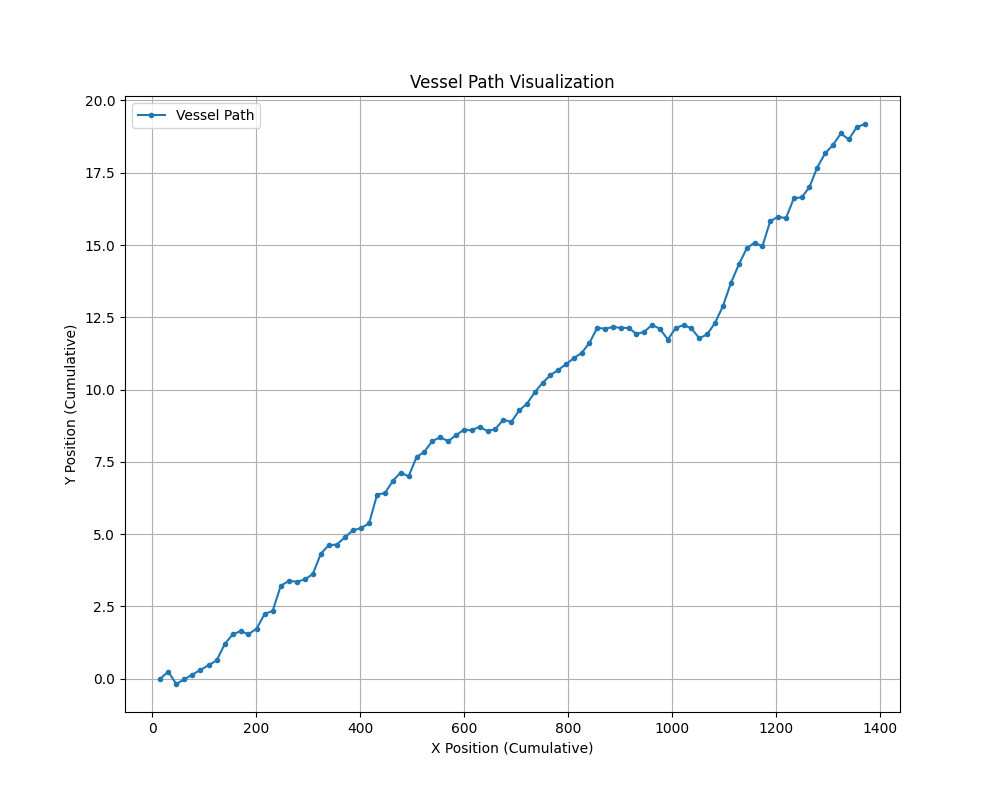 Vessel Path Visualization
Vessel Path
20.0
17.5
15.0
12.5
10.0
7.5
5.0
2.5
0.0
Y Position (Cumulative)
0 200 400 600 800 1000 1200 1400
X Position (Cumulative)